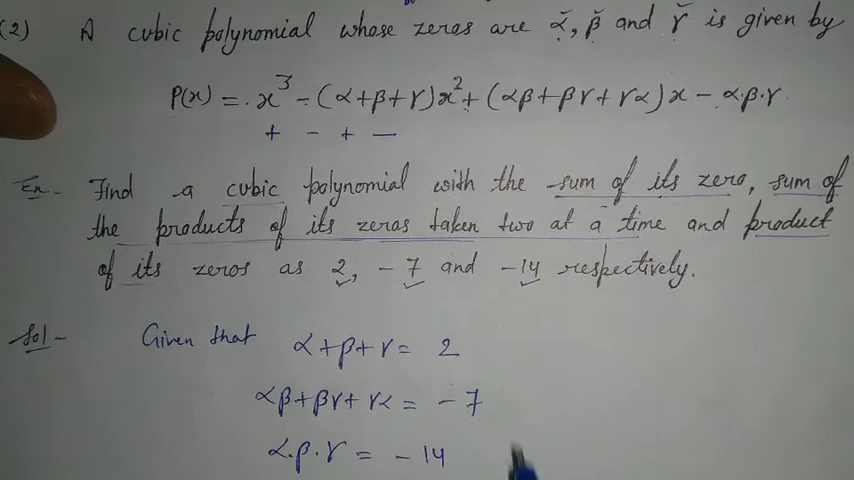 (2) A cubic polynomial whose zeros are α, β and γ is given by
P(x) = x³ - (α+β+γ)x² + (αβ+βγ+γα)x - α.β.γ
+ - + -
Ex- Find a cubic polynomial with the sum of its zero, sum of
the products of its zeros taken two at a time and product
of its zeros as 2, -7 and -14 respectively.
Sol- Given that α+β+γ = 2
αβ+βγ+γα = -7
α.β.γ = -14